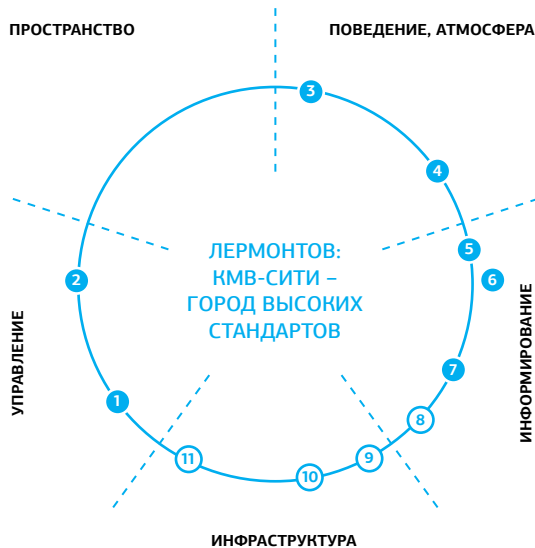 ПРОСТРАНСТВО
ПОВЕДЕНИЕ, АТМОСФЕРА
3
4
5
6
2
ЛЕРМОНТОВ:
КМВ-СИТИ –
ГОРОД ВЫСОКИХ
СТАНДАРТОВ
УПРАВЛЕНИЕ
ИНФОРМИРОВАНИЕ
7
1
8
11
9
10
ИНФРАСТРУКТУРА